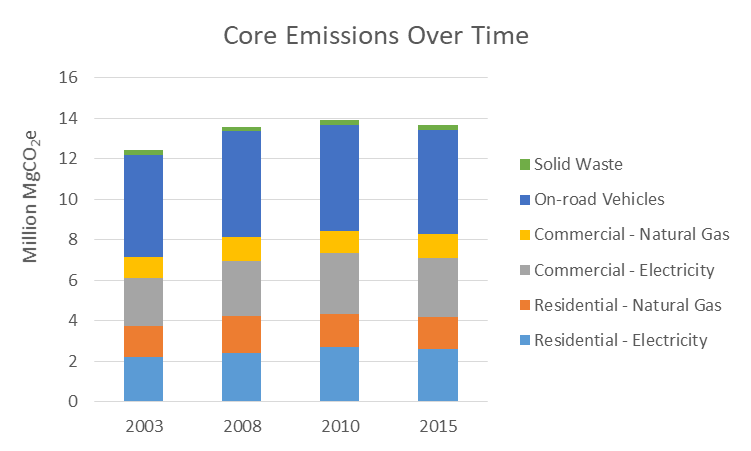 Core Emissions Over Time
Million MgCO₂e
16
14
12
10
8
6
4
2
0
2003 2008 2010 2015
Solid Waste
On-road Vehicles
Commercial - Natural Gas
Commercial - Electricity
Residential - Natural Gas
Residential - Electricity